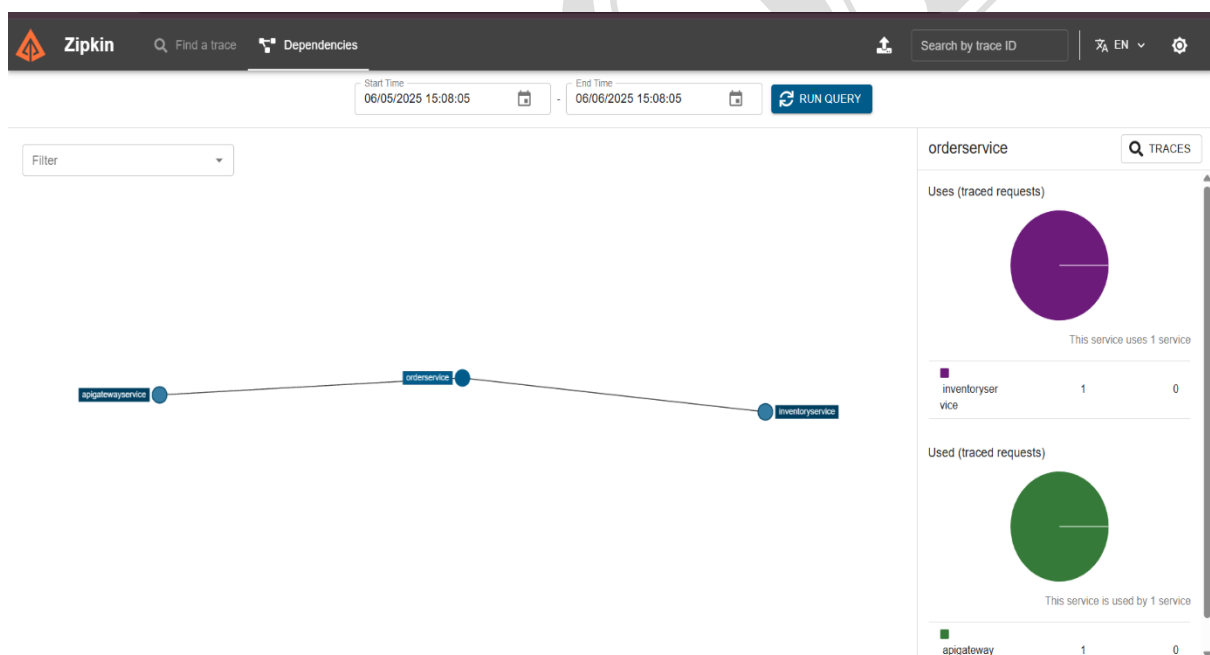 Zipkin
Find a trace
Dependencies
Search by trace ID
EN
Start Time
06/05/2025 15:08:05
-
End Time
06/06/2025 15:08:05
RUN QUERY
Filter
orderservice
TRACES
Uses (traced requests)
This service uses 1 service
inventoryser 1 0
vice
Used (traced requests)
This service is used by 1 service
apigateway 1 0
apigatewayservice
orderservice
inventoryservice